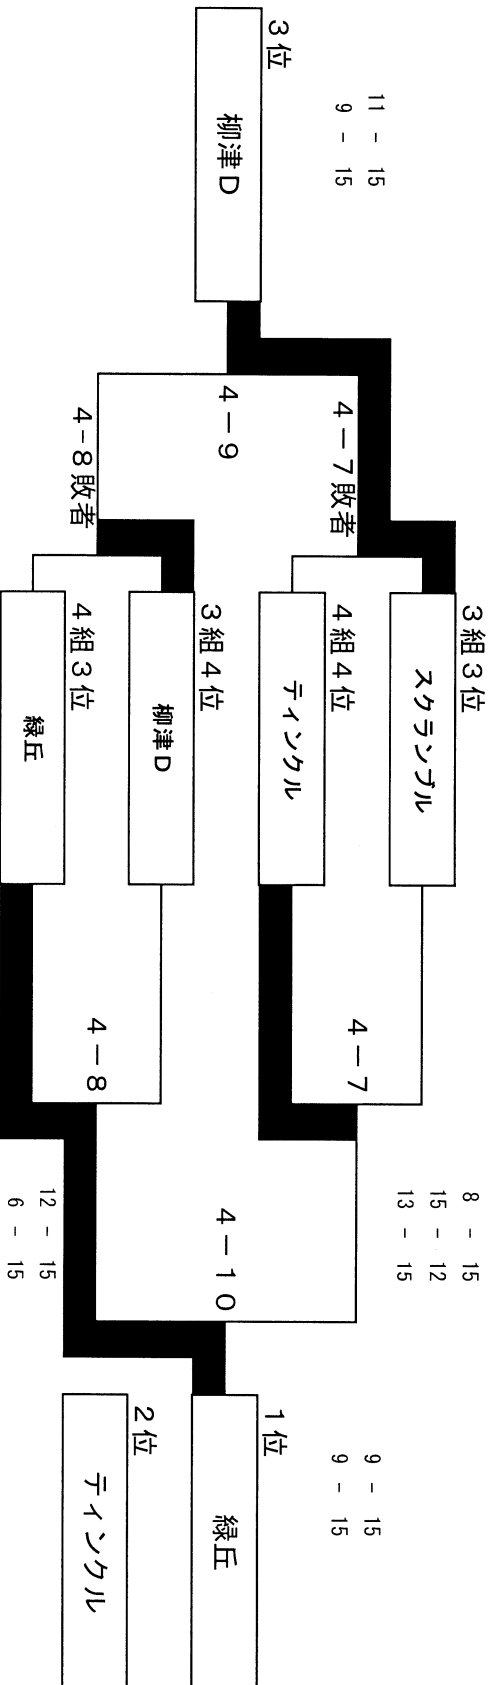 3組3位
8 - 15
スクランブル
15 - 12
13 - 15
11 - 15
9 - 15
9 - 15
9 - 15
4－7敗者
4組4位
4－7
ティンクル
3位
1位
柳津D
4－9
4－10
緑丘
3組4位
柳津D
2位
4－8敗者
4組3位
4－8
ティンクル
12 - 15
緑丘
6 - 15